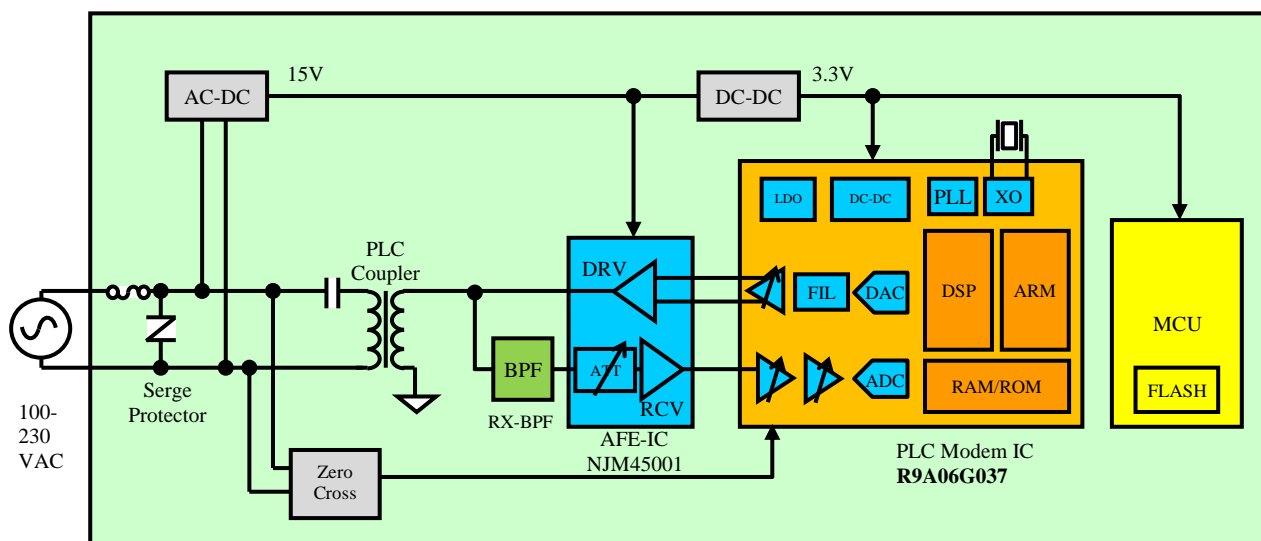 15V
3.3V
AC-DC
DC-DC
LDO
DC-DC
PLL
XO
PLC
Coupler
DRV
FIL
DAC
DSP
ARM
MCU
BPF
ATT
RCV
ADC
RAM/ROM
FLASH
Serge
Protector
RX-BPF
100-
230
VAC
AFE-IC
NJM45001
PLC Modem IC
R9A06G037
Zero
Cross